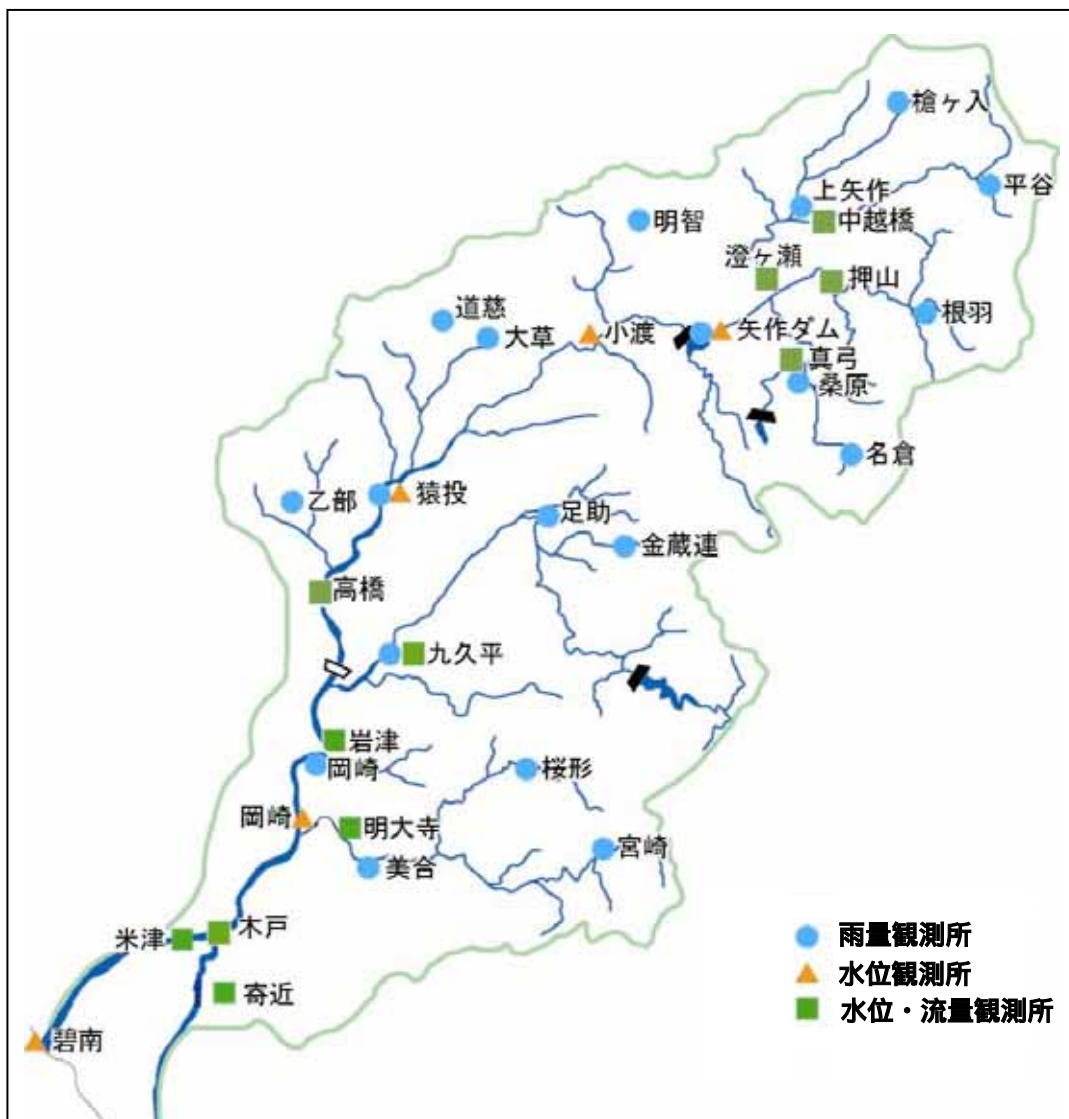 槍ヶ入
平谷
上矢作
明智
中越橋
澄ヶ瀬
押山
道慈
根羽
大草
小渡
矢作ダム
真弓
桑原
名倉
乙部
猿投
足助
金蔵連
高橋
九久平
岩津
岡崎
桜形
岡崎
明大寺
宮崎
美合
木戸
米津
寄近
碧南
雨量観測所
水位観測所
水位・流量観測所